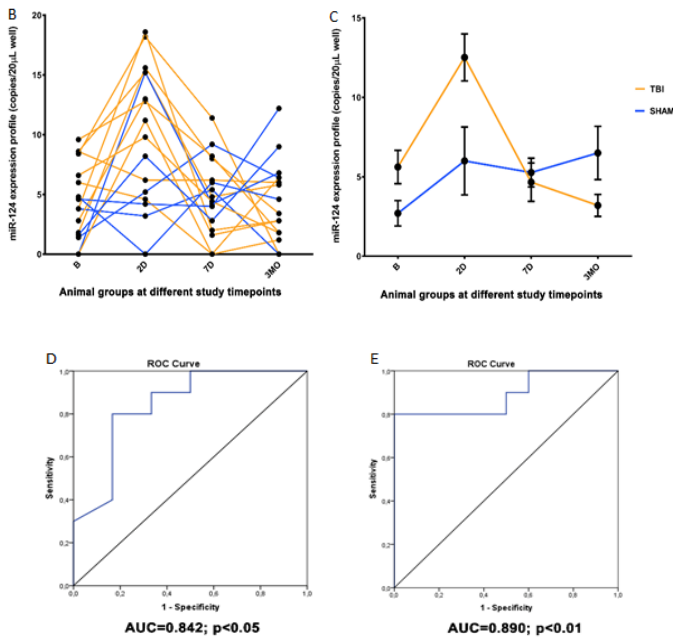 B
miR-124 expression profile (copies/20μL well)
20
15
10
5
0
B
2D
7D
3MO
Animal groups at different study timepoints
C
miR-124 expression profile (copies/20μL well)
15
10
5
0
B
2D
7D
3MO
Animal groups at different study timepoints
TBI
SHAM
D
ROC Curve
Sensitivity
1,0
0,8
0,6
0,4
0,2
0,0
0,0 0,2 0,4 0,6 0,8 1,0
1 - Specificity
AUC=0.842; p<0.05
E
ROC Curve
Sensitivity
1,0
0,8
0,6
0,4
0,2
0,0
0,0 0,2 0,4 0,6 0,8 1,0
1 - Specificity
AUC=0.890; p<0.01